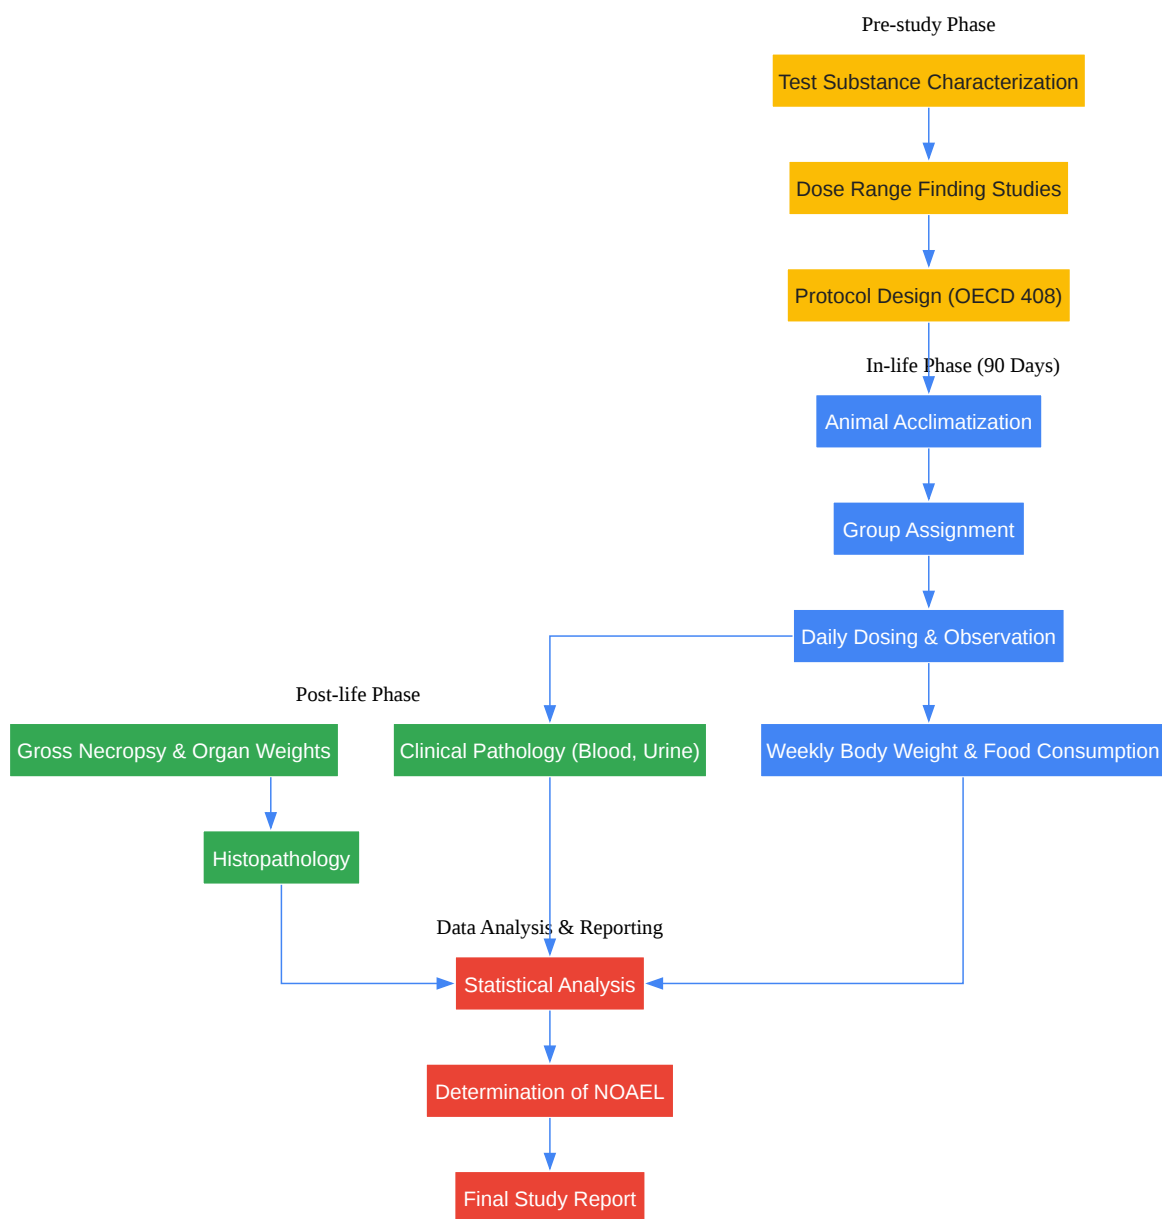 Pre-study Phase
Test Substance Characterization
Dose Range Finding Studies
Protocol Design (OECD 408)
In-life Phase (90 Days)
Animal Acclimatization
Group Assignment
Daily Dosing & Observation
Post-life Phase
Gross Necropsy & Organ Weights
Clinical Pathology (Blood, Urine)
Weekly Body Weight & Food Consumption
Histopathology
Data Analysis & Reporting
Statistical Analysis
Determination of NOAEL
Final Study Report